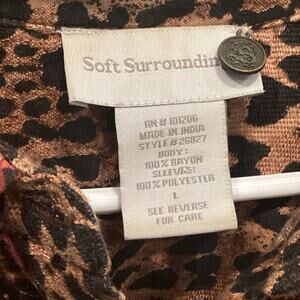 Soft Surroundin
RN # 101206
MADE IN INDIA
STYLE # 26827
BODY:
100% RAYON
SLEEVES:
100% POLYESTER
L
SEE REVERSE
FOR CARE